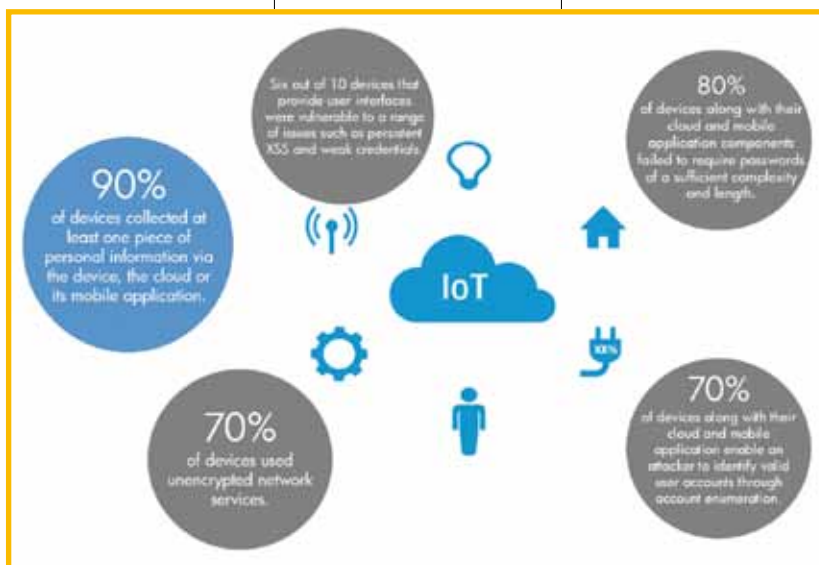 Six out of 10 devices that
provide user interfaces
were vulnerable to a range
of issues such as persistent
XSS and weak credentials.
80%
of devices along with their
cloud and mobile
application components
failed to require passwords
of a sufficient complexity
and length.
90%
of devices collected at
least one piece of
personal information via
the device, the cloud or
its mobile application.
IoT
XX%
70%
of devices used
unencrypted network
services.
70%
of devices along with their
cloud and mobile
application enable an
attacker to identify valid
user accounts through
account enumeration.